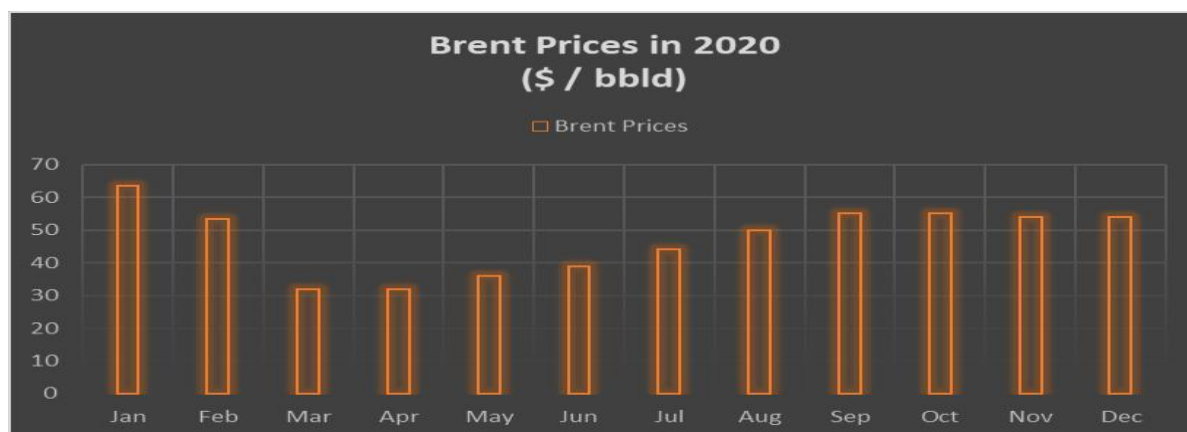 Brent Prices in 2020
($ / bbld)
Brent Prices
70
60
50
40
30
20
10
0
Jan Feb Mar Apr May Jun Jul Aug Sep Oct Nov Dec